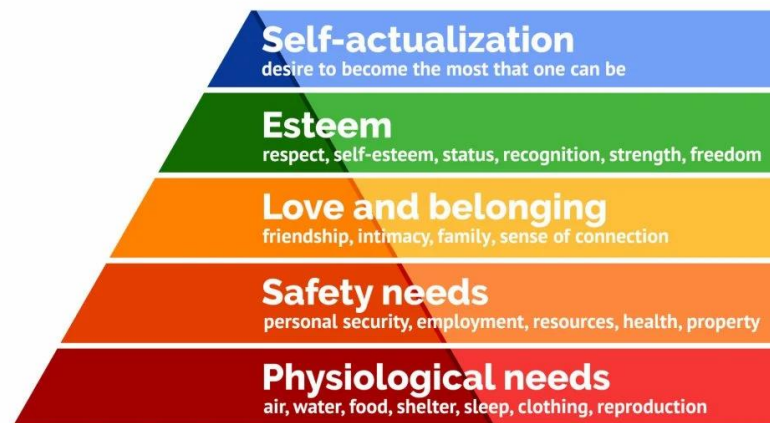 Self-actualization
desire to become the most that one can be
Esteem
respect, self-esteem, status, recognition, strength, freedom
Love and belonging
friendship, intimacy, family, sense of connection
Safety needs
personal security, employment, resources, health, property
Physiological needs
air, water, food, shelter, sleep, clothing, reproduction